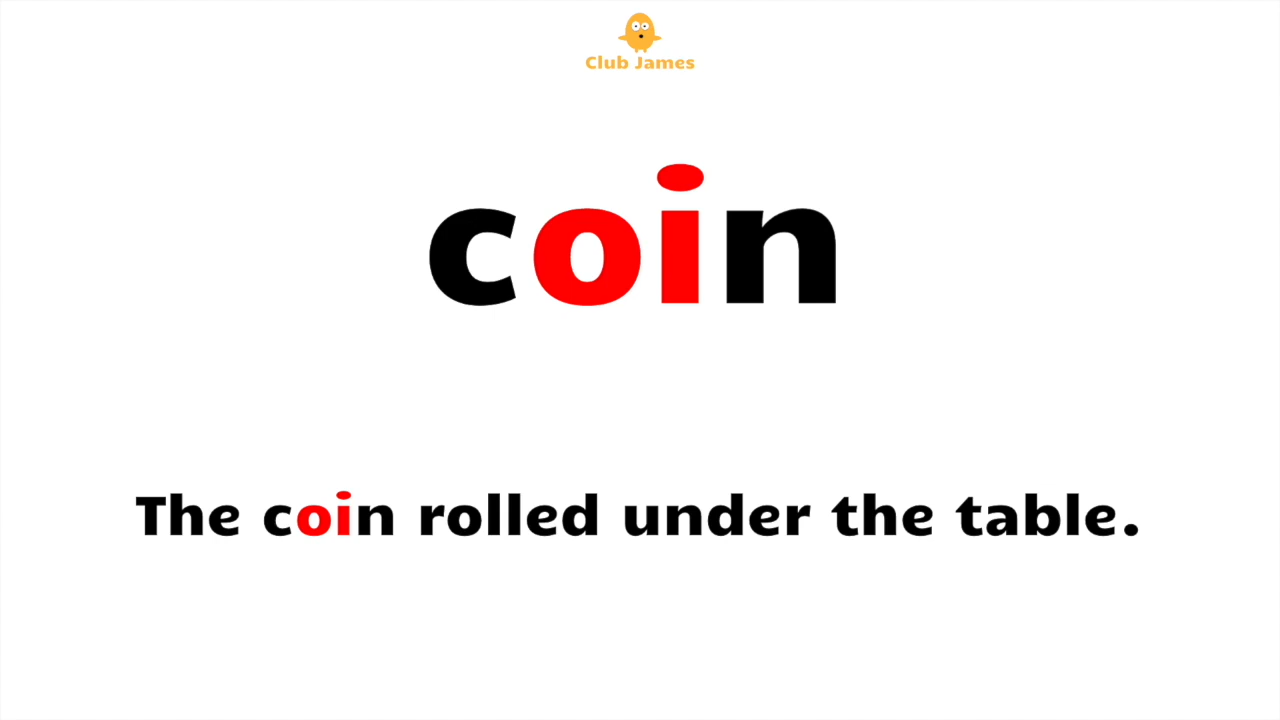 Club James
coin
The coin rolled under the table.